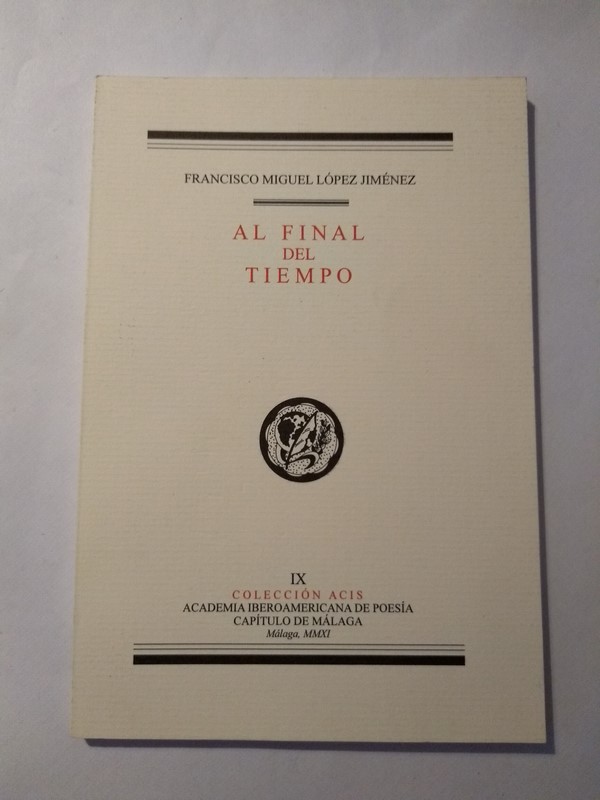 FRANCISCO MIGUEL LÓPEZ JIMÉNEZ
AL FINAL
DEL
TIEMPO
IX
COLECCIÓN ACIS
ACADEMIA IBEROAMERICANA DE POESÍA
CAPÍTULO DE MÁLAGA
Málaga, MMXI